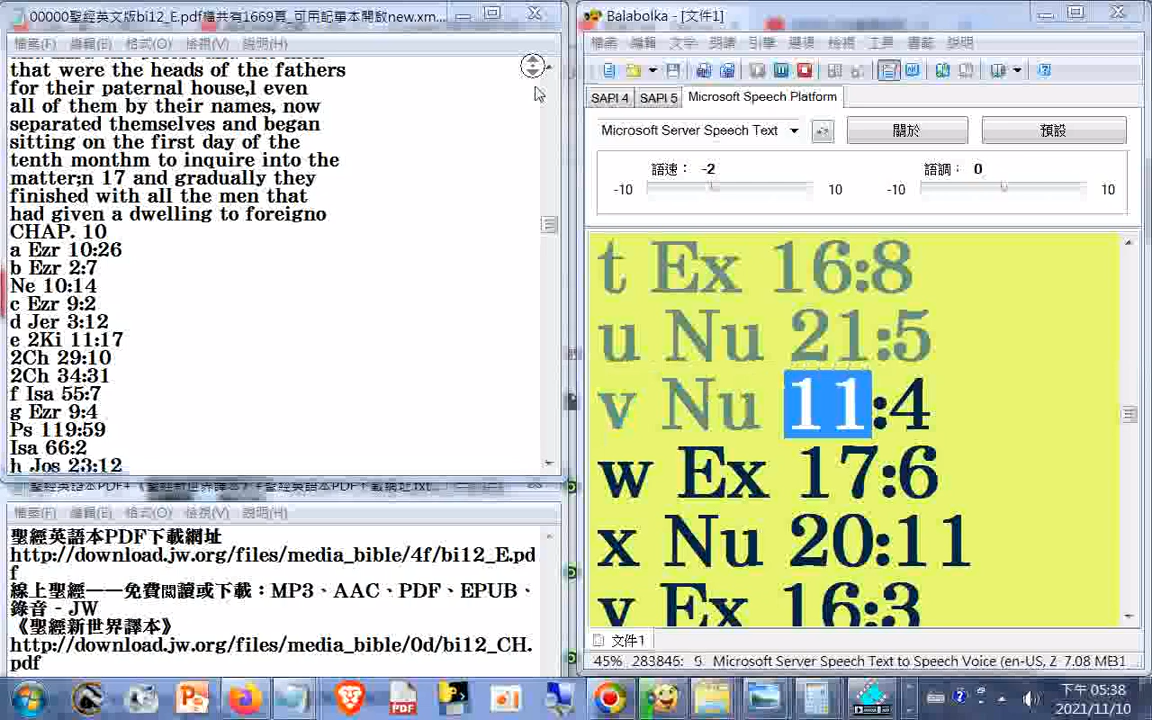 00000聖經英文版bi12_E.pdf檔共有1669頁_可用記事本開啟new.xm...
檔案(F) 編輯(E) 格式(O) 檢視(V) 說明(H)
that were the heads of the fathers
for their paternal house,l even
all of them by their names, now
separated themselves and began
sitting on the first day of the
tenth monthm to inquire into the
matter;n 17 and gradually they
finished with all the men that
had given a dwelling to foreigno
CHAP. 10
a Ezr 10:26
b Ezr 2:7
Ne 10:14
c Ezr 9:2
d Jer 3:12
e 2Ki 11:17
2Ch 29:10
2Ch 34:31
f Isa 55:7
g Ezr 9:4
Ps 119:59
Isa 66:2
h Jos 23:12
檔案(F) 編輯(E) 格式(O) 檢視(V) 說明(H)
聖經英語本PDF下載網址
http://download.jw.org/files/media_bible/4f/bi12_E.pd
f
線上聖經——免費閱讀或下載：MP3、AAC、PDF、EPUB、
錄音 - JW
《聖經新世界譯本》
http://download.jw.org/files/media_bible/0d/bi12_CH.
pdf
Balabolka - [文件1]
檔案 編輯 文字 朗讀 引擎 選項 檢視 工具 書籤 說明
SAPI 4 SAPI 5 Microsoft Speech Platform
Microsoft Server Speech Text 關於 預設
語速： -2 語調： 0
-10 10 -10 10
t Ex 16:8
u Nu 21:5
v Nu 11:4
w Ex 17:6
x Nu 20:11
y Ex 16:3
文件1
45% 283845: 5 Microsoft Server Speech Text to Speech Voice (en-US, Z 7.08 MB1
下午 05:38
2021/11/10